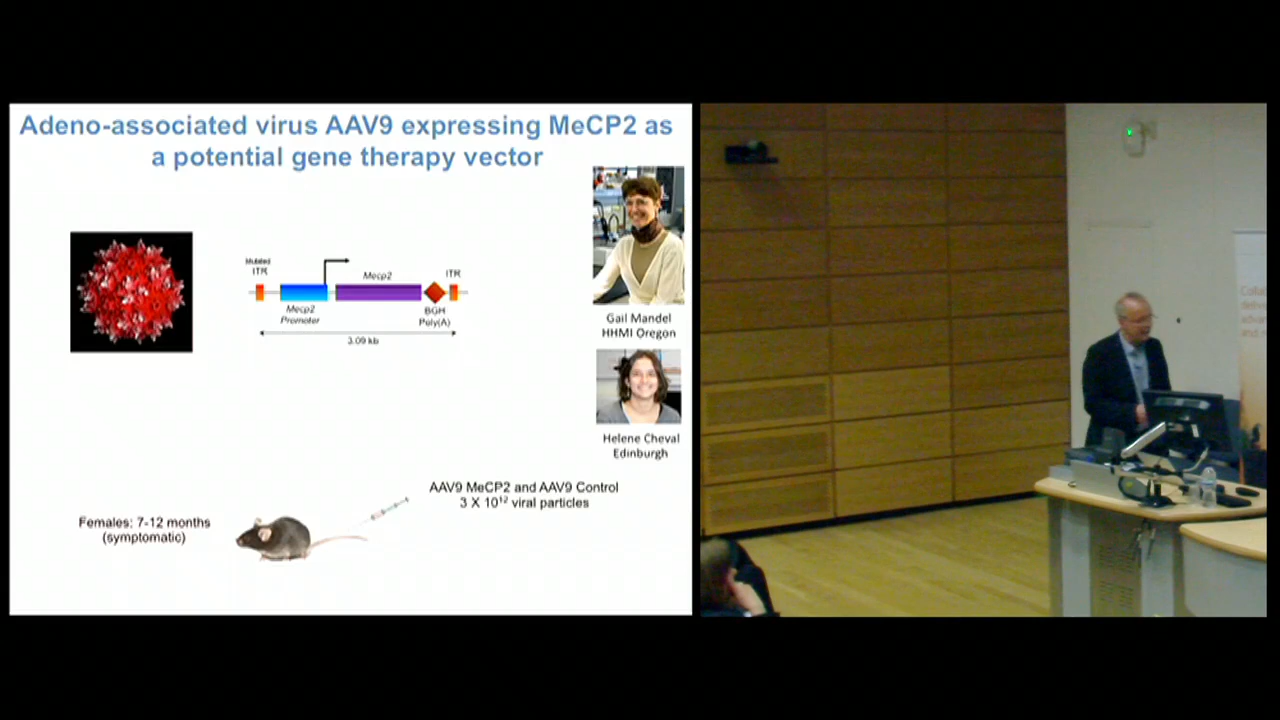 Adeno-associated virus AAV9 expressing MeCP2 as
a potential gene therapy vector
Mutated
ITR
Mecp2
ITR
Mecp2
Promoter
BGH
Poly(A)
3.09 kb
Gail Mandel
HHMI Oregon
Helene Cheval
Edinburgh
AAV9 MeCP2 and AAV9 Control
3 X 10¹² viral particles
Females: 7-12 months
(symptomatic)